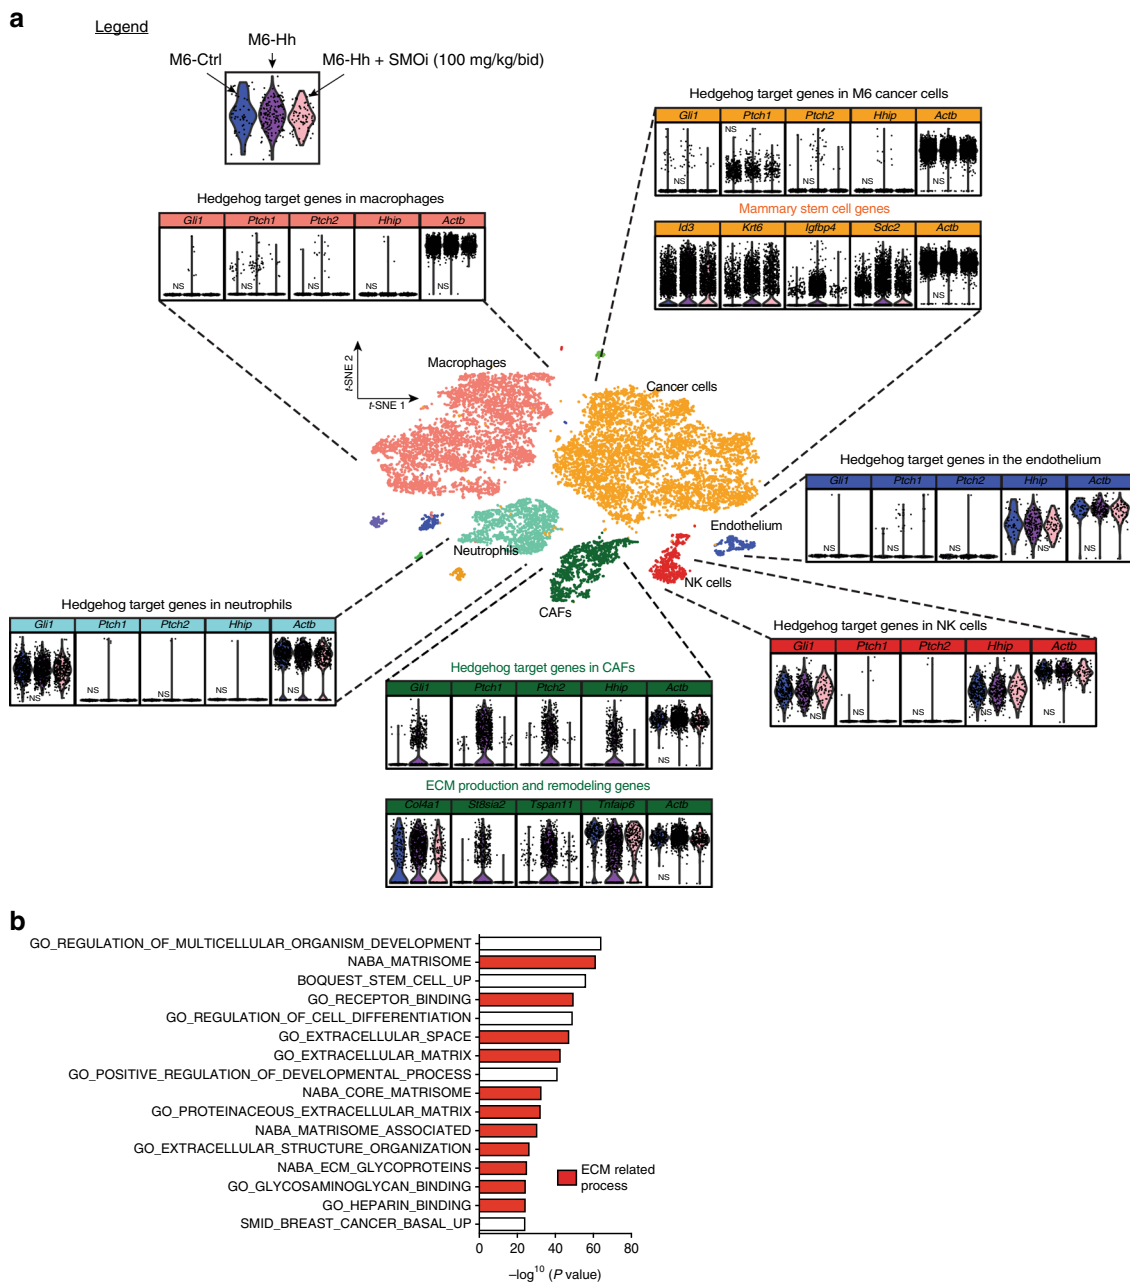 a
Legend
M6-Hh
M6-Ctrl
M6-Hh + SMOi (100 mg/kg/bid)
Hedgehog target genes in M6 cancer cells
Gli1 Ptch1 Ptch2 Hhip Actb
NS NS NS NS NS
Mammary stem cell genes
Id3 Krt6 Igfbp4 Sdc2 Actb
NS
Hedgehog target genes in macrophages
Gli1 Ptch1 Ptch2 Hhip Actb
NS NS NS NS NS
t-SNE 2
t-SNE 1
Macrophages
Cancer cells
Neutrophils
CAFs
NK cells
Endothelium
Hedgehog target genes in the endothelium
Gli1 Ptch1 Ptch2 Hhip Actb
NS NS NS NS NS
Hedgehog target genes in neutrophils
Gli1 Ptch1 Ptch2 Hhip Actb
NS NS NS NS NS
Hedgehog target genes in NK cells
Gli1 Ptch1 Ptch2 Hhip Actb
NS NS NS NS NS
Hedgehog target genes in CAFs
Gli1 Ptch1 Ptch2 Hhip Actb
NS
ECM production and remodeling genes
Col4a1 St8sia2 Tspan11 Tnfaip6 Actb
NS
b
GO_REGULATION_OF_MULTICELLULAR_ORGANISM_DEVELOPMENT
NABA_MATRISOME
BOQUEST_STEM_CELL_UP
GO_RECEPTOR_BINDING
GO_REGULATION_OF_CELL_DIFFERENTIATION
GO_EXTRACELLULAR_SPACE
GO_EXTRACELLULAR_MATRIX
GO_POSITIVE_REGULATION_OF_DEVELOPMENTAL_PROCESS
NABA_CORE_MATRISOME
GO_PROTEINACEOUS_EXTRACELLULAR_MATRIX
NABA_MATRISOME_ASSOCIATED
GO_EXTRACELLULAR_STRUCTURE_ORGANIZATION
NABA_ECM_GLYCOPROTEINS
GO_GLYCOSAMINOGLYCAN_BINDING
GO_HEPARIN_BINDING
SMID_BREAST_CANCER_BASAL_UP
ECM related
process
0 20 40 60 80
–log10 (P value)